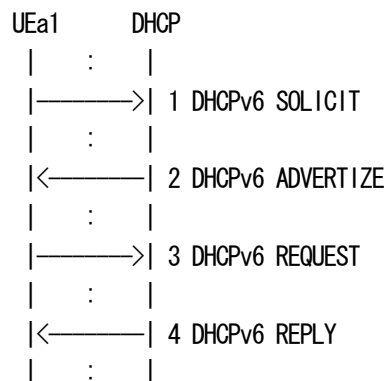 UEa1 DHCP
| : |
|--------->| 1 DHCPv6 SOLICIT
| : |
|<---------| 2 DHCPv6 ADVERTIZE
| : |
|--------->| 3 DHCPv6 REQUEST
| : |
|<---------| 4 DHCPv6 REPLY
| : |